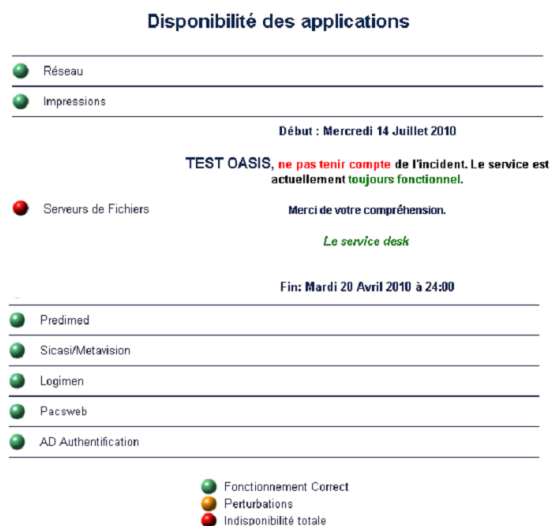 Disponibilité des applications
Réseau
Impressions
Début : Mercredi 14 Juillet 2010
TEST OASIS, ne pas tenir compte de l'incident. Le service est
actuellement toujours fonctionnel.
Serveurs de Fichiers
Merci de votre compréhension.
Le service desk
Fin: Mardi 20 Avril 2010 à 24:00
Predimed
Sicasi/Metavision
Logimen
Pacsweb
AD Authentification
Fonctionnement Correct
Perturbations
Indisponibilité totale